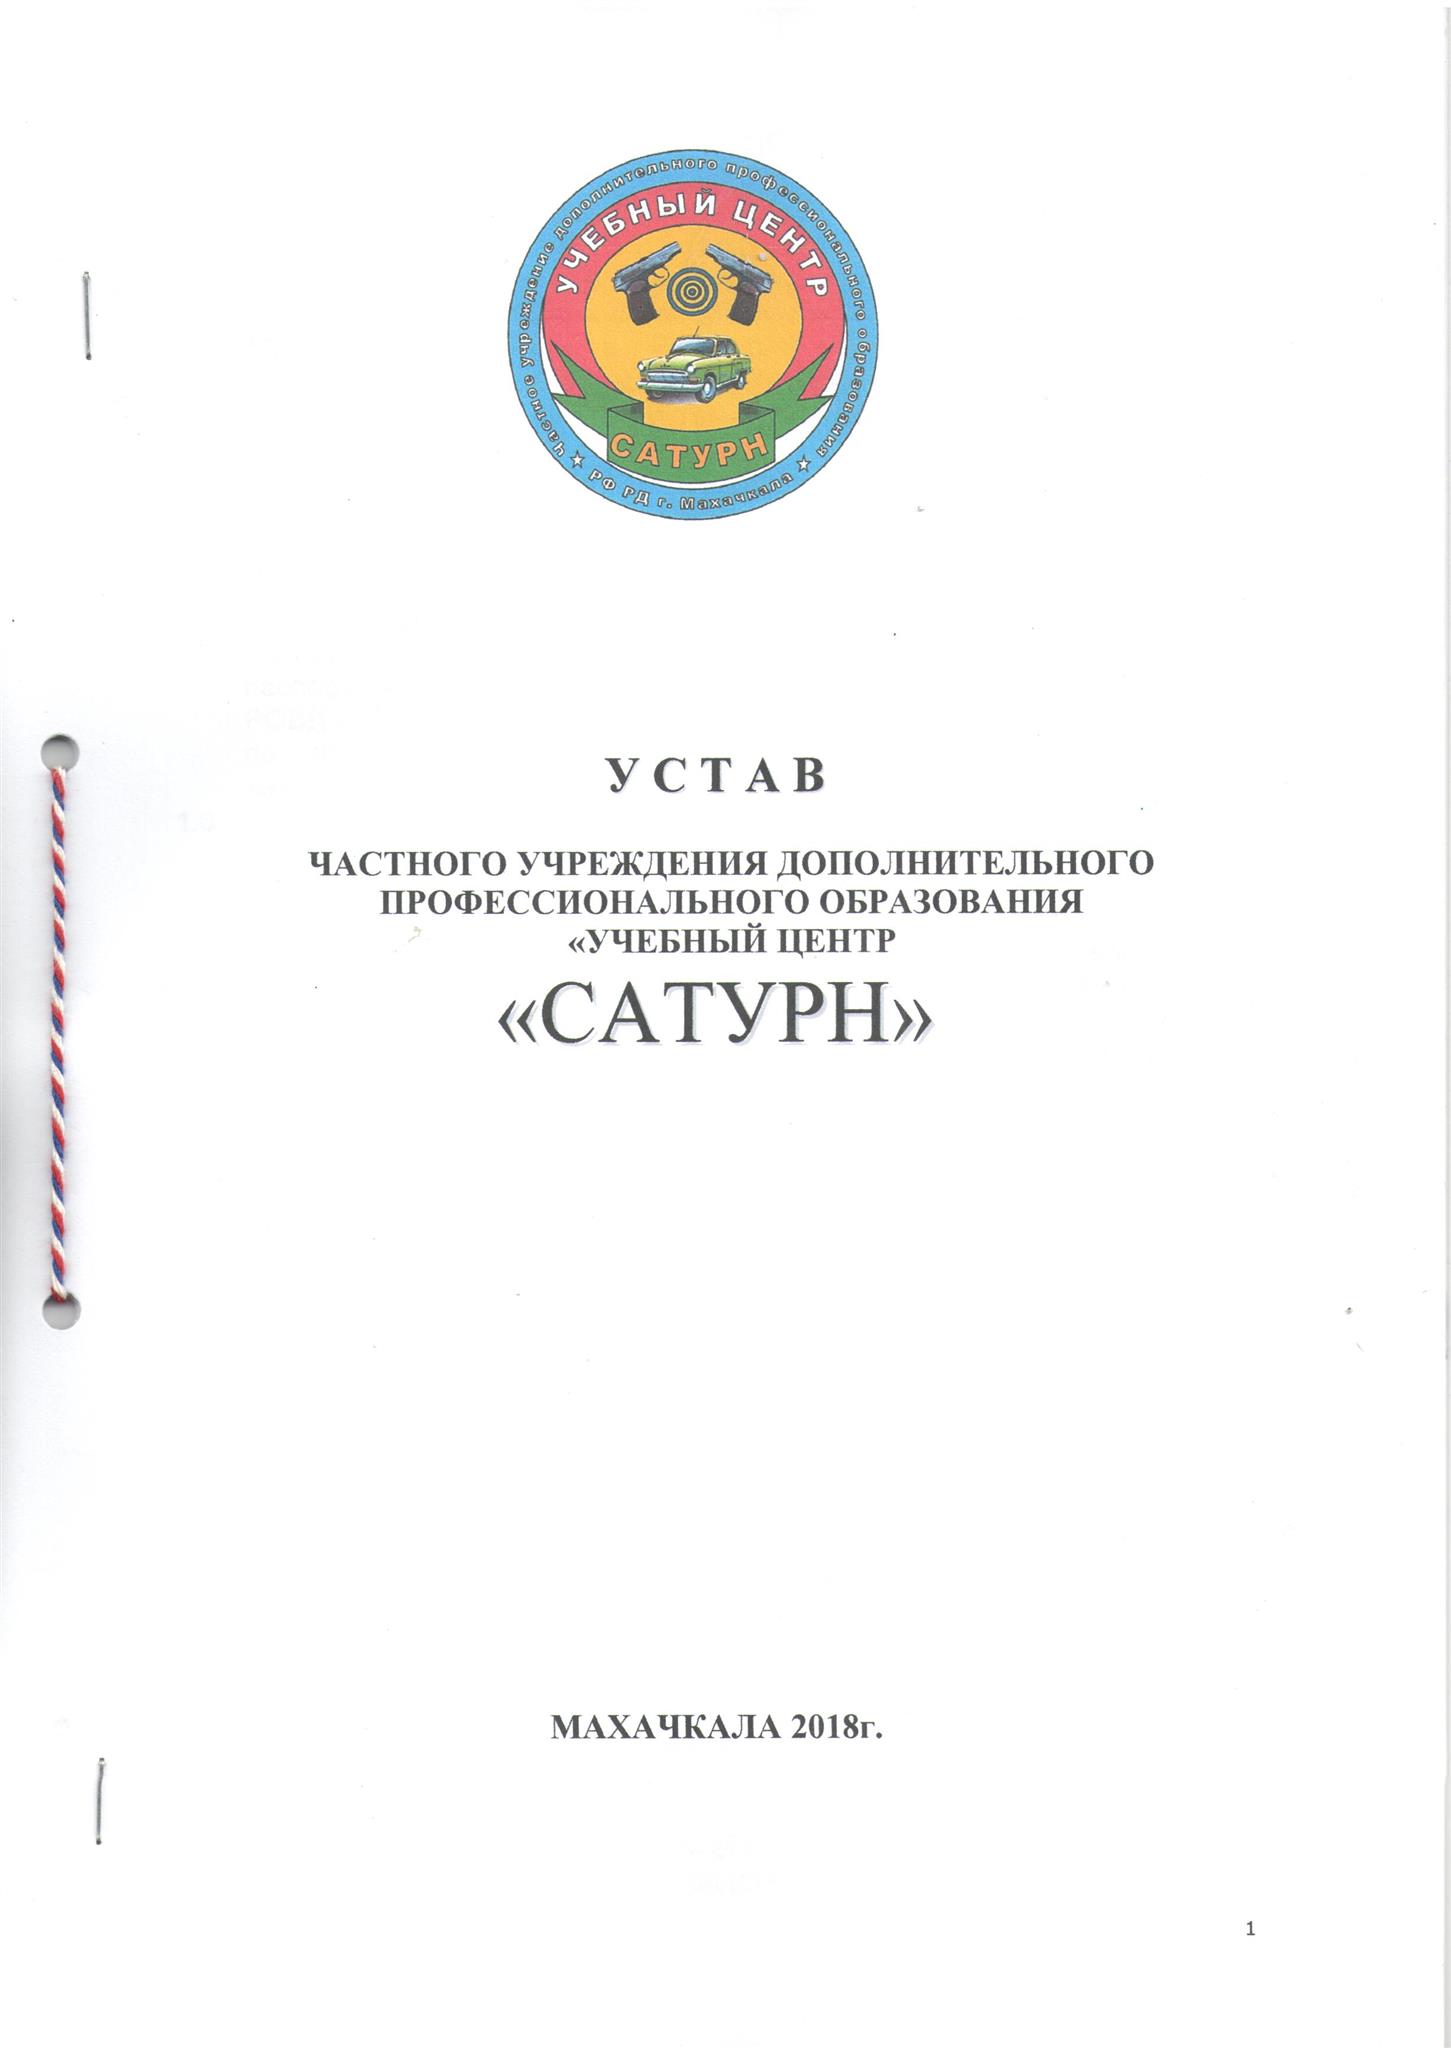 Частное учреждение дополнительного профессионального образования
УЧЕБНЫЙ ЦЕНТР
САТУРН
РФ РД г. Махачкала
УСТАВ
ЧАСТНОГО УЧРЕЖДЕНИЯ ДОПОЛНИТЕЛЬНОГО
ПРОФЕССИОНАЛЬНОГО ОБРАЗОВАНИЯ
«УЧЕБНЫЙ ЦЕНТР
«САТУРН»
МАХАЧКАЛА 2018г.
1